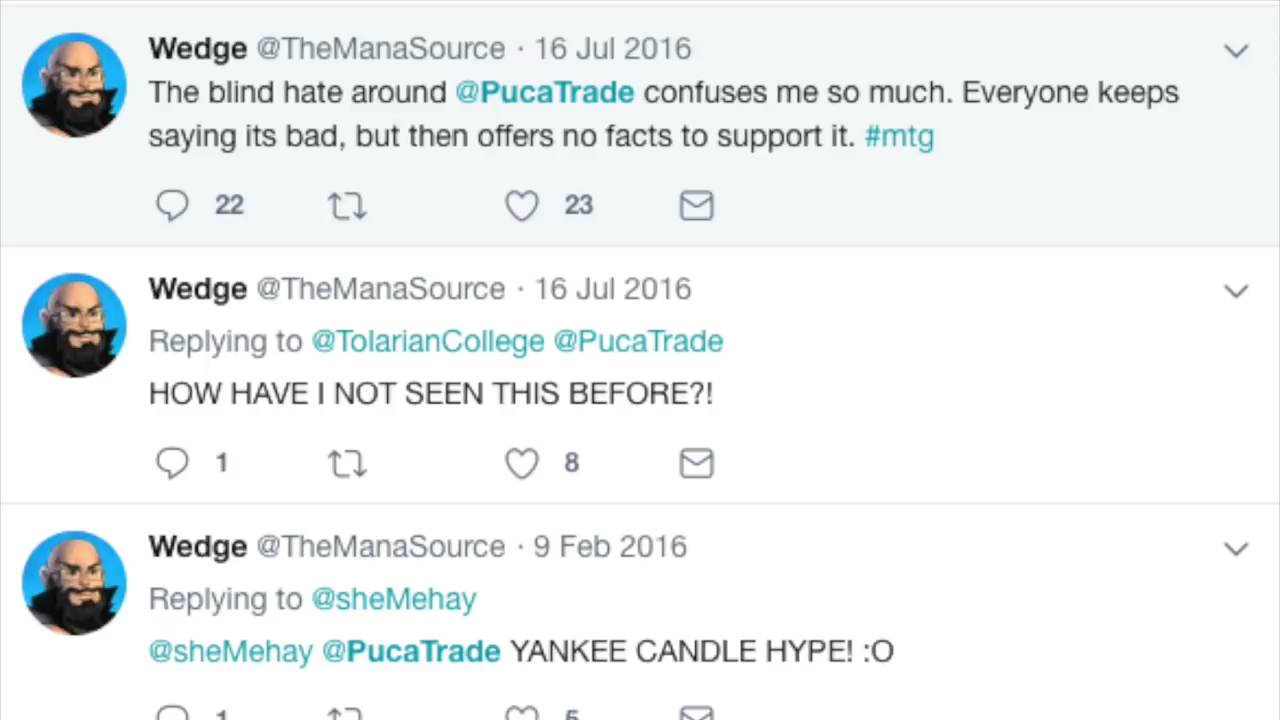 Wedge @TheManaSource · 16 Jul 2016
The blind hate around @PucaTrade confuses me so much. Everyone keeps
saying its bad, but then offers no facts to support it. #mtg
22 23
Wedge @TheManaSource · 16 Jul 2016
Replying to @TolarianCollege @PucaTrade
HOW HAVE I NOT SEEN THIS BEFORE?!
1 8
Wedge @TheManaSource · 9 Feb 2016
Replying to @sheMehay
@sheMehay @PucaTrade YANKEE CANDLE HYPE! :O
1 5